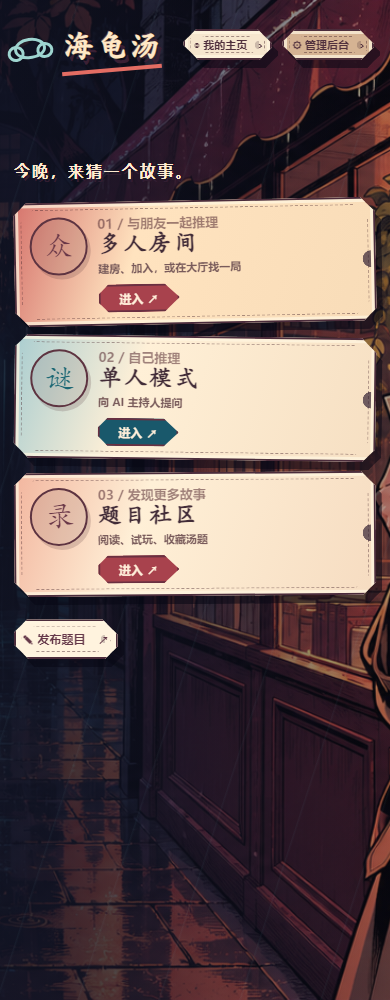 海龟汤
我的主页
管理后台
今晚，来猜一个故事。
众
01 / 与朋友一起推理
多人房间
建房、加入，或在大厅找一局
进入 ↗
谜
02 / 自己推理
单人模式
向 AI 主持人提问
进入 ↗
录
03 / 发现更多故事
题目社区
阅读、试玩、收藏汤题
进入 ↗
发布题目